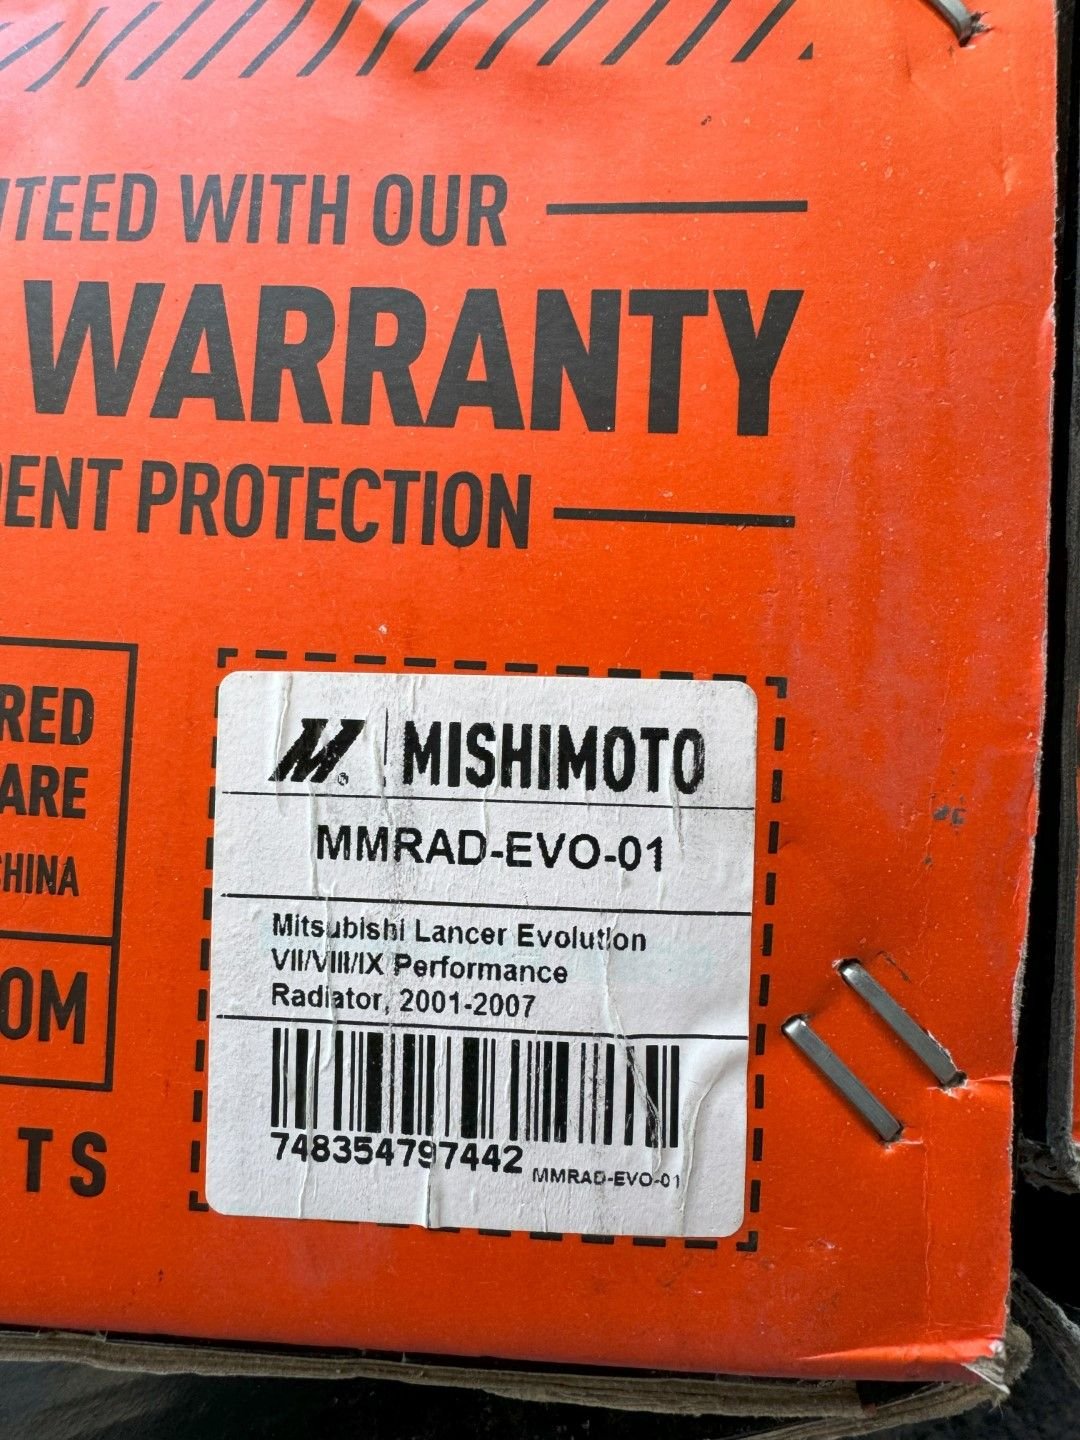 ITEED WITH OUR
WARRANTY
DENT PROTECTION
RED
ARE
CHINA
OM
TS
M. | MISHIMOTO
MMRAD-EVO-01
Mitsubishi Lancer Evolution
VII/VIII/IX Performance
Radiator, 2001-2007
748354797442
MMRAD-EVO-01